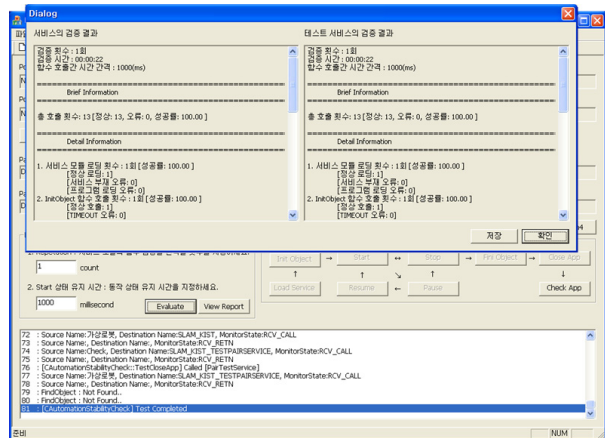 Dialog
서비스의 검증 결과
테스트 서비스의 검증 결과
검증 횟수 : 1회
검증 시간 : 00:00:22
함수 호출간 시간 간격 : 1000(ms)
Brief Information
총 호출 횟수: 13 [정상: 13, 오류: 0, 성공률: 100.00 ]
Detail Information
1. 서비스 모듈 로딩 횟수 : 1회 [성공률: 100.00 ]
[정상 로딩: 1]
[서비스 부재 오류: 0]
[프로그램 로딩 오류: 0]
2. InitObject 함수 호출 횟수 : 1회 [성공률: 100.00 ]
[정상 호출: 1]
[TIMEOUT 오류: 0]
검증 횟수 : 1회
검증 시간 : 00:00:22
함수 호출간 시간 간격 : 1000(ms)
Brief Information
총 호출 횟수: 13 [정상: 13, 오류: 0, 성공률: 100.00 ]
Detail Information
1. 서비스 모듈 로딩 횟수 : 1회 [성공률: 100.00 ]
[정상 로딩: 1]
[서비스 부재 오류: 0]
[프로그램 로딩 오류: 0]
2. InitObject 함수 호출 횟수 : 1회 [성공률: 100.00 ]
[정상 호출: 1]
[TIMEOUT 오류: 0]
저장 확인
1 count
2. Start 상태 유지 시간 : 동작 상태 유지 시간을 지정하세요.
1000 millisecond Evaluate View Report
Init Object → Start ↔ Stop → Fini Object → Close App
↑ ↑ ↘ ↑ ↓
Load Service Resume ← Pause Check App
72 : Source Name:가상로봇, Destination Name:SLAM_KIST, MonitorState:RCV_CALL
73 : Source Name:, Destination Name:, MonitorState:RCV_RETN
74 : Source Name:Check, Destination Name:SLAM_KIST_TESTPAIRSERVICE, MonitorState:RCV_CALL
75 : Source Name:, Destination Name:, MonitorState:RCV_RETN
76 : [CAutomationStabilityCheck::TestCloseApp] Called [PairTestService]
77 : Source Name:가상로봇, Destination Name:SLAM_KIST_TESTPAIRSERVICE, MonitorState:RCV_CALL
78 : Source Name:, Destination Name:, MonitorState:RCV_RETN
79 : FindObject : Not Found..
80 : FindObject : Not Found..
81 : [CAutomationStabilityCheck] Test Completed
준비
NUM